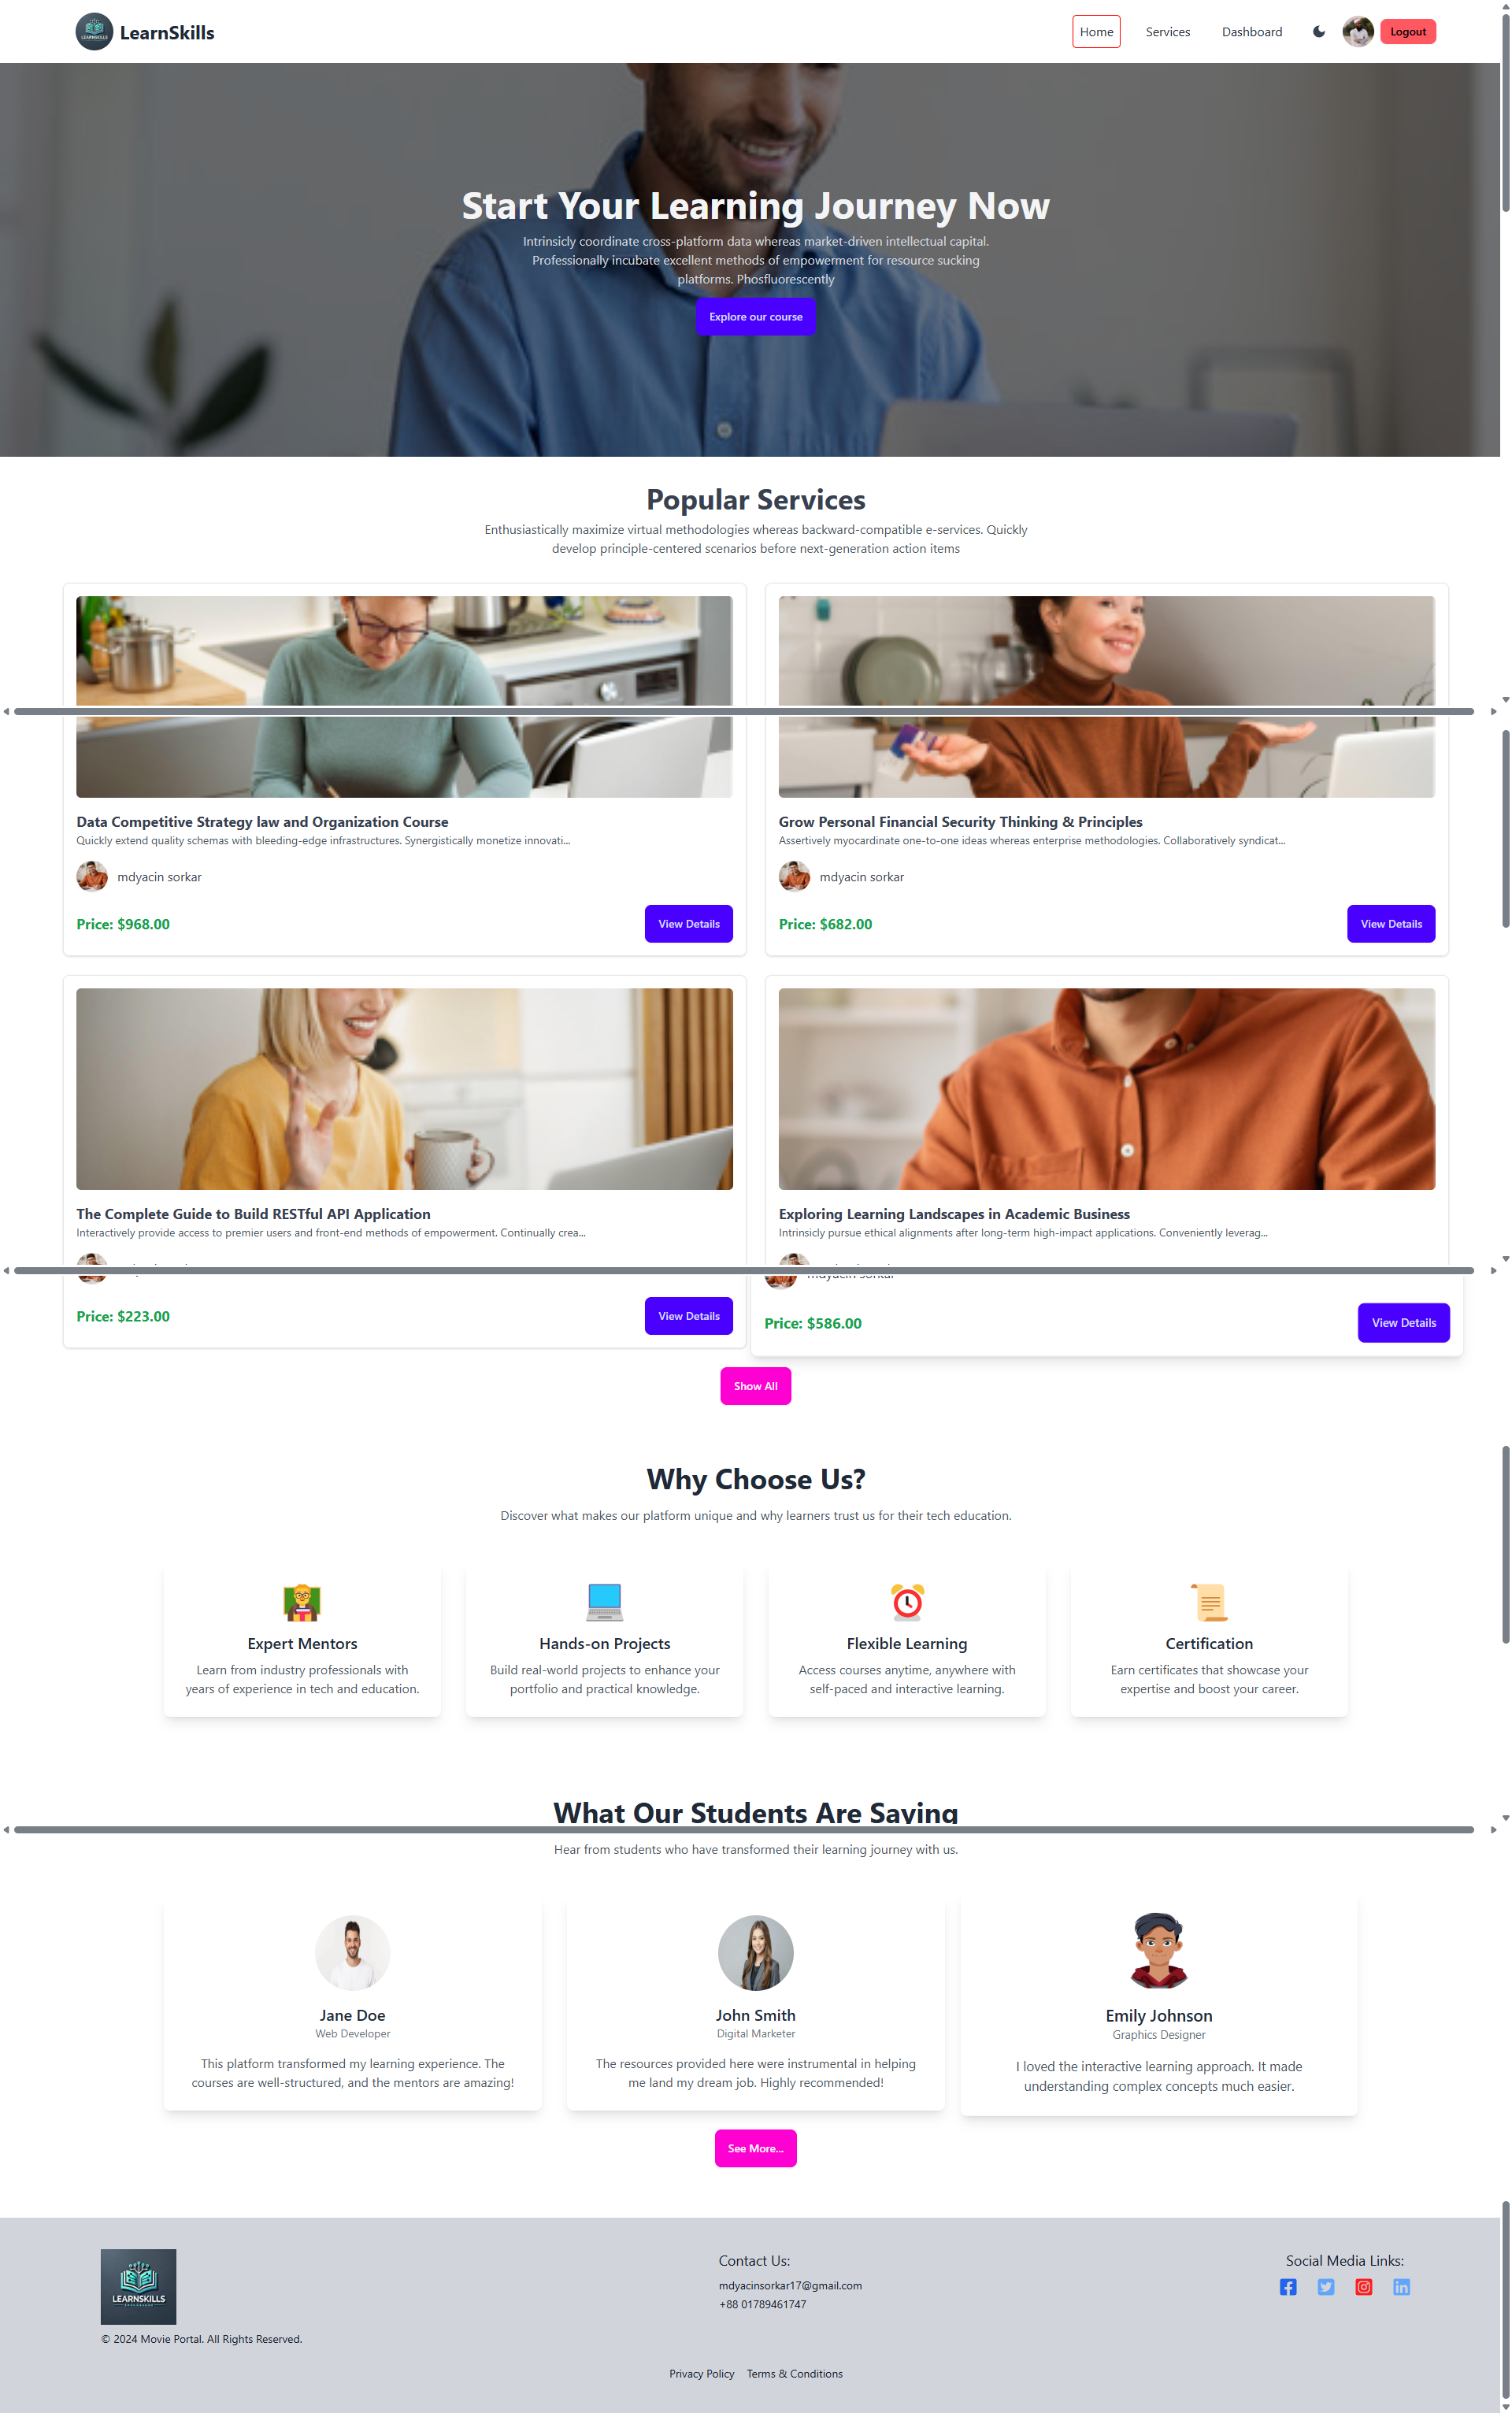 LEARNSKILLS
LearnSkills
Home
Services
Dashboard
Logout
Start Your Learning Journey Now
Intrinsicly coordinate cross-platform data whereas market-driven intellectual capital.
Professionally incubate excellent methods of empowerment for resource sucking
platforms. Phosfluorescently
Explore our course
Popular Services
Enthusiastically maximize virtual methodologies whereas backward-compatible e-services. Quickly
develop principle-centered scenarios before next-generation action items
Data Competitive Strategy law and Organization Course
Quickly extend quality schemas with bleeding-edge infrastructures. Synergistically monetize innovati...
mdyacin sorkar
Price: $968.00
View Details
Grow Personal Financial Security Thinking & Principles
Assertively myocardinate one-to-one ideas whereas enterprise methodologies. Collaboratively syndicat...
mdyacin sorkar
Price: $682.00
View Details
The Complete Guide to Build RESTful API Application
Interactively provide access to premier users and front-end methods of empowerment. Continually crea...
Price: $223.00
View Details
Exploring Learning Landscapes in Academic Business
Intrinsicly pursue ethical alignments after long-term high-impact applications. Conveniently leverag...
mdyacin sorkar
Price: $586.00
View Details
Show All
Why Choose Us?
Discover what makes our platform unique and why learners trust us for their tech education.
Expert Mentors
Learn from industry professionals with
years of experience in tech and education.
Hands-on Projects
Build real-world projects to enhance your
portfolio and practical knowledge.
Flexible Learning
Access courses anytime, anywhere with
self-paced and interactive learning.
Certification
Earn certificates that showcase your
expertise and boost your career.
What Our Students Are Saying
Hear from students who have transformed their learning journey with us.
Jane Doe
Web Developer
This platform transformed my learning experience. The
courses are well-structured, and the mentors are amazing!
John Smith
Digital Marketer
The resources provided here were instrumental in helping
me land my dream job. Highly recommended!
Emily Johnson
Graphics Designer
I loved the interactive learning approach. It made
understanding complex concepts much easier.
See More...
LEARNSKILLS
© 2024 Movie Portal. All Rights Reserved.
Contact Us:
mdyacinsorkar17@gmail.com
+88 01789461747
Social Media Links:
Privacy Policy
Terms & Conditions